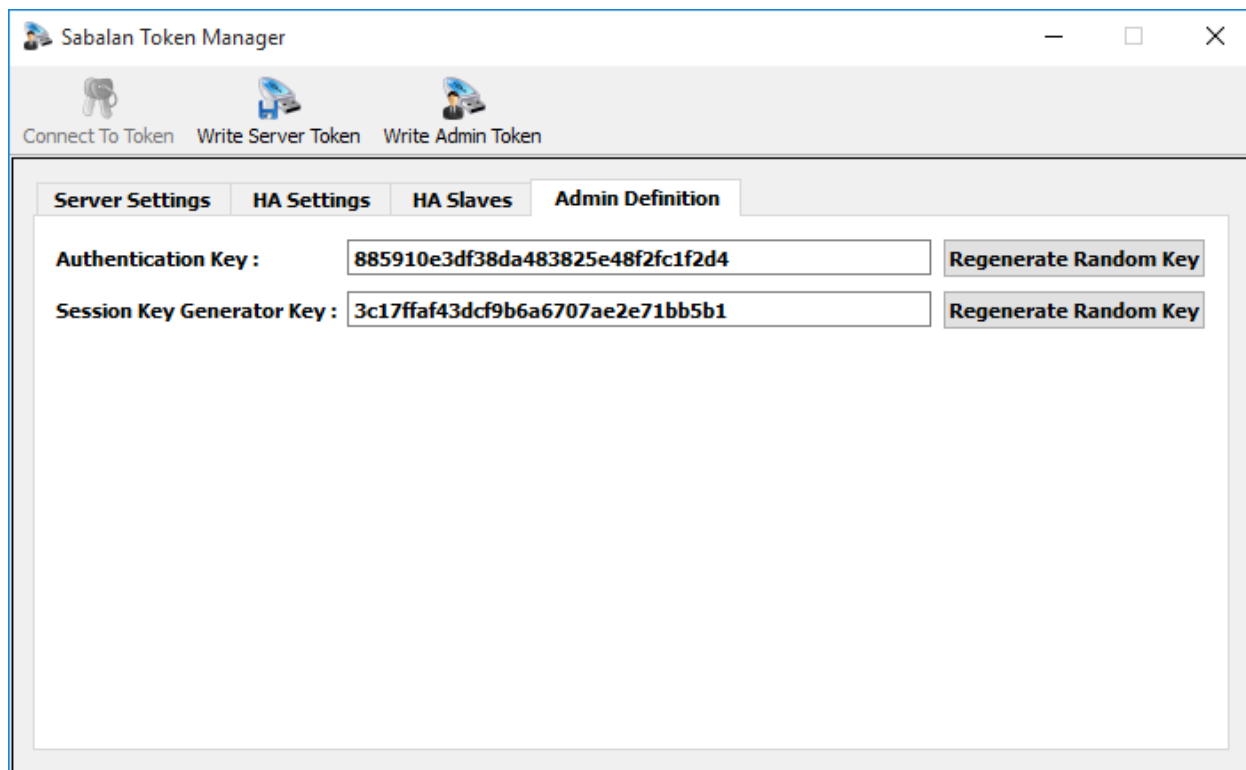 Sabalan Token Manager
Connect To Token Write Server Token Write Admin Token
Server Settings HA Settings HA Slaves Admin Definition
Authentication Key : 885910e3df38da483825e48f2fc1f2d4 Regenerate Random Key
Session Key Generator Key : 3c17ffaf43dcf9b6a6707ae2e71bb5b1 Regenerate Random Key